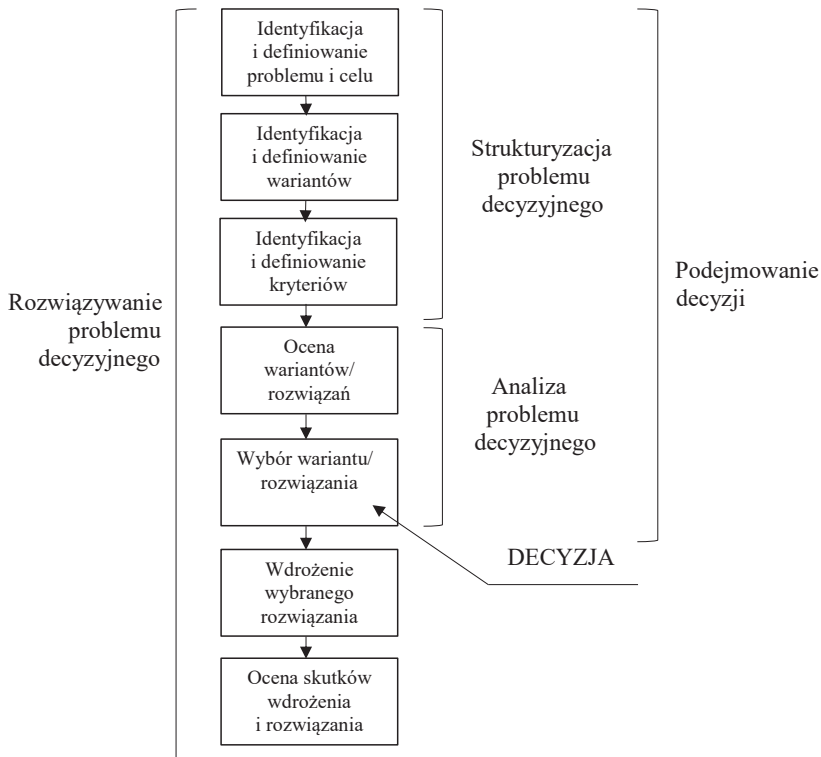 Identyfikacja
i definiowanie
problemu i celu
Identyfikacja
i definiowanie
wariantów
Identyfikacja
i definiowanie
kryteriów
Ocena
wariantów/
rozwiązań
Wybór wariantu/
rozwiązania
Wdrożenie
wybranego
rozwiązania
Ocena skutków
wdrożenia
i rozwiązania
Rozwiązywanie
problemu
decyzyjnego
Strukturyzacja
problemu
decyzyjnego
Analiza
problemu
decyzyjnego
DECYZJA
Podejmowanie
decyzji